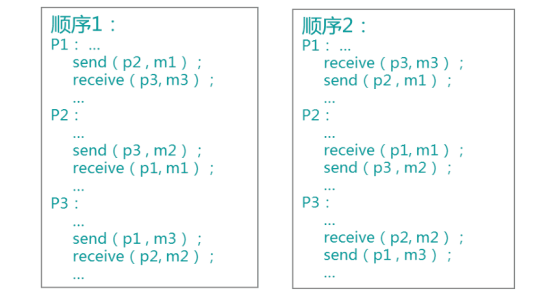 顺序1：
P1： ...
send（p2 , m1）；
receive（p3, m3）；
...
P2：
...
send（p3 , m2）；
receive（p1, m1）；
...
P3：
...
send（p1 , m3）；
receive（p2, m2）；
...
顺序2：
P1： ...
receive（p3, m3）；
send（p2 , m1）；
...
P2：
...
receive（p1, m1）；
send（p3 , m2）；
...
P3：
...
receive（p2, m2）；
send（p1 , m3）；
...